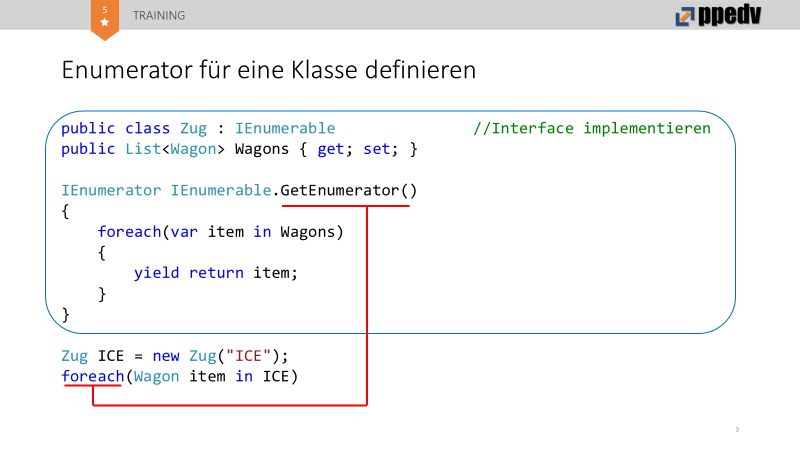 5
TRAINING
ppedv
Enumerator für eine Klasse definieren
public class Zug : IEnumerable //Interface implementieren
public List<Wagon> Wagons { get; set; }
IEnumerator IEnumerable.GetEnumerator()
{
foreach(var item in Wagons)
{
yield return item;
}
}
Zug ICE = new Zug("ICE");
foreach(Wagon item in ICE)
3